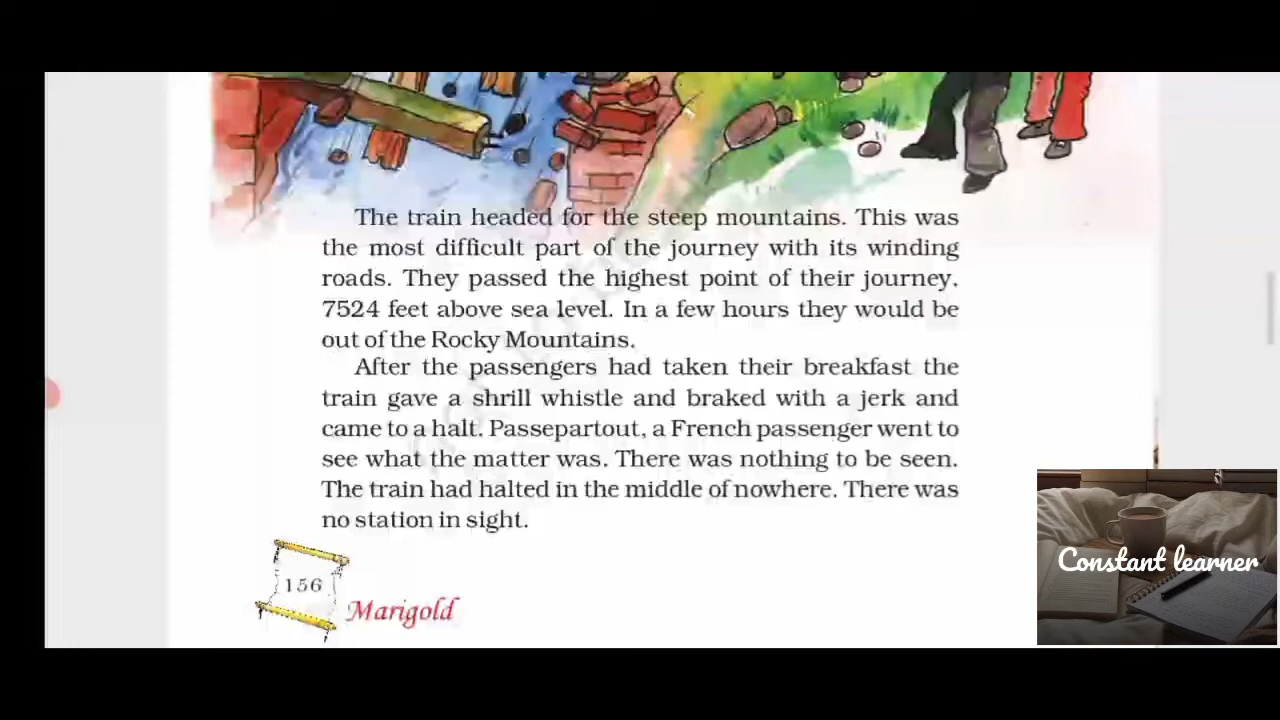 The train headed for the steep mountains. This was
the most difficult part of the journey with its winding
roads. They passed the highest point of their journey,
7524 feet above sea level. In a few hours they would be
out of the Rocky Mountains.
After the passengers had taken their breakfast the
train gave a shrill whistle and braked with a jerk and
came to a halt. Passepartout, a French passenger went to
see what the matter was. There was nothing to be seen.
The train had halted in the middle of nowhere. There was
no station in sight.
156
Marigold
Constant learner